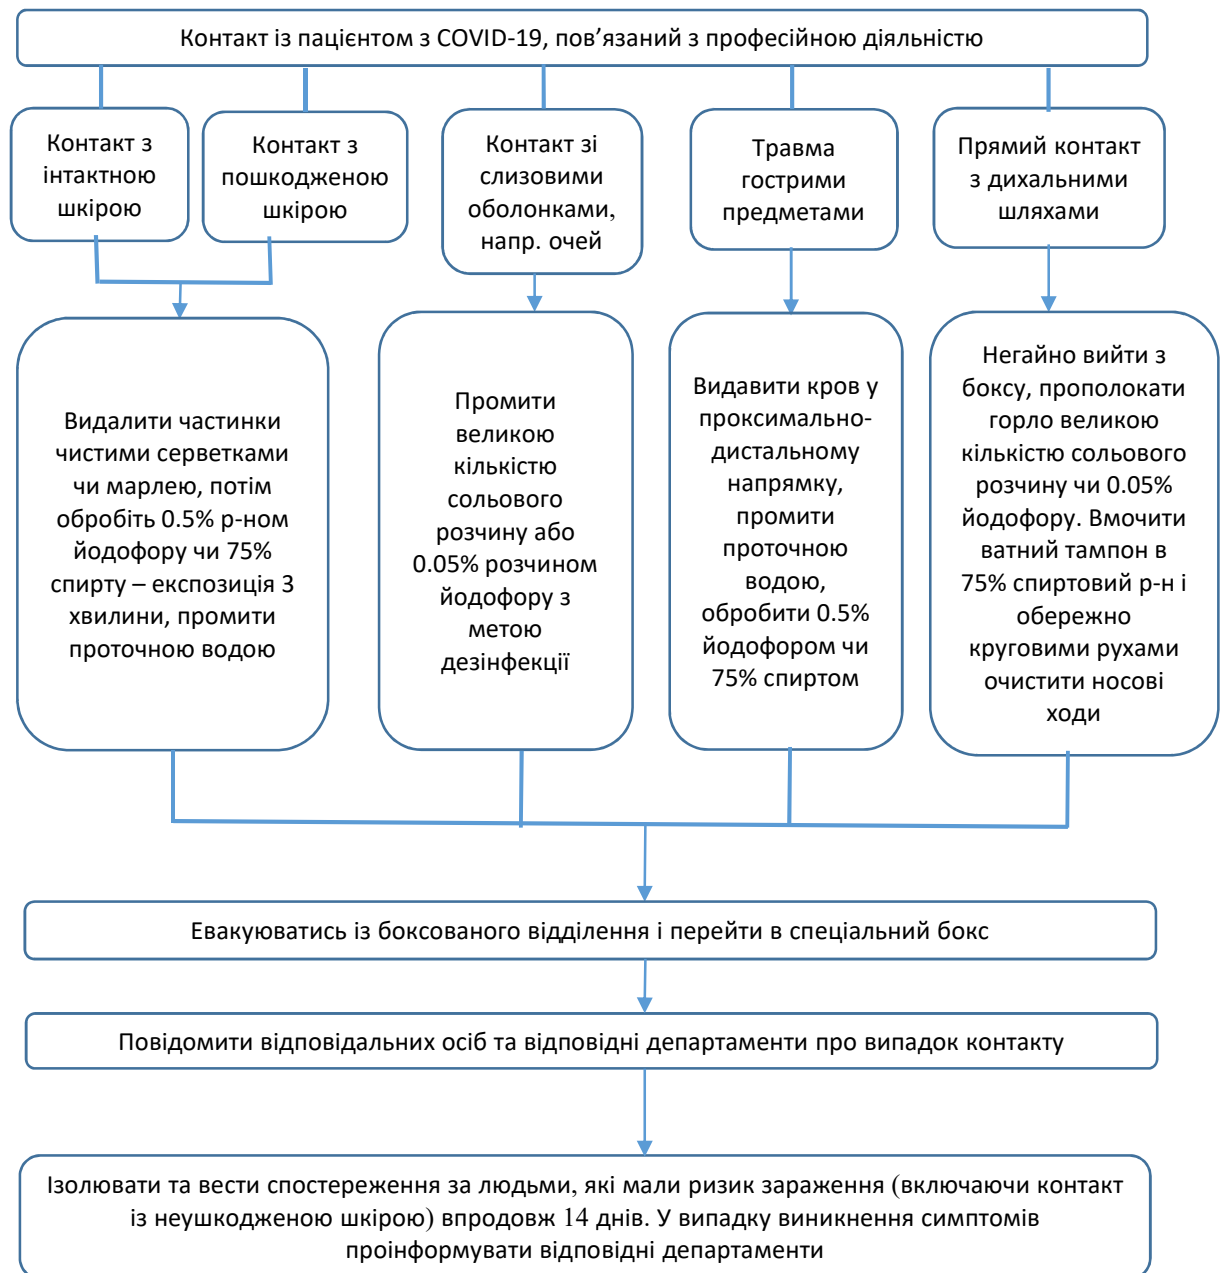 Контакт із пацієнтом з COVID-19, пов’язаний з професійною діяльністю
Контакт з
інтактною
шкірою
Контакт з
пошкодженою
шкірою
Контакт зі
слизовими
оболонками,
напр. очей
Травма
гострими
предметами
Прямий контакт
з дихальними
шляхами
Видалити частинки
чистими серветками
чи марлею, потім
обробіть 0.5% р-ном
йодофору чи 75%
спирту – експозиція 3
хвилини, промити
проточною водою
Промити
великою
кількістю
сольового
розчину або
0.05% розчином
йодофору з
метою
дезінфекції
Видавити кров у
проксимально-
дистальному
напрямку,
промити
проточною
водою,
обробити 0.5%
йодофором чи
75% спиртом
Негайно вийти з
боксу, прополокати
горло великою
кількістю сольового
розчину чи 0.05%
йодофору. Вмочити
ватний тампон в
75% спиртовий р-н і
обережно
круговими рухами
очистити носові
ходи
Евакуюватись із боксованого відділення і перейти в спеціальний бокс
Повідомити відповідальних осіб та відповідні департаменти про випадок контакту
Ізолювати та вести спостереження за людьми, які мали ризик зараження (включаючи контакт
із неушкодженою шкірою) впродовж 14 днів. У випадку виникнення симптомів
проінформувати відповідні департаменти